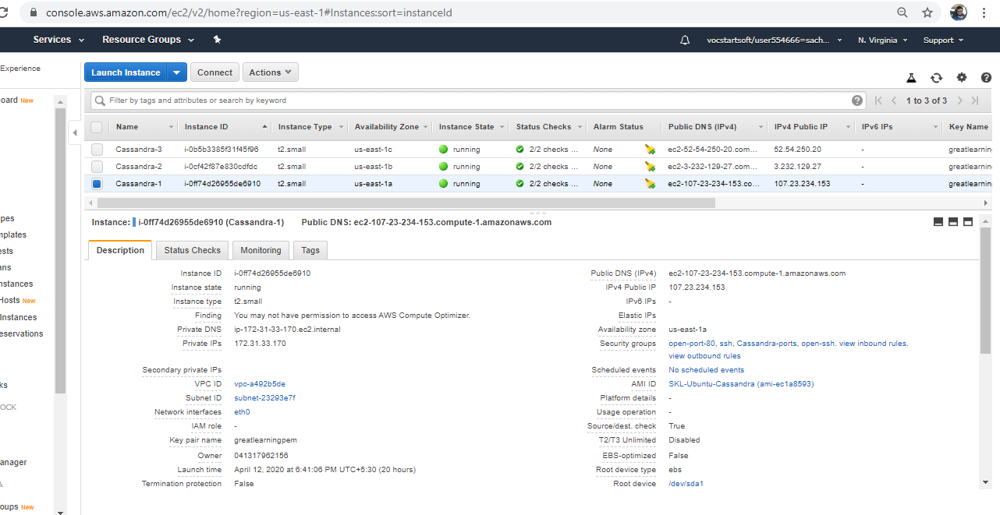 console.aws.amazon.com/ec2/v2/home?region=us-east-1#Instances:sort=instanceId
Services Resource Groups vocstartsoft/user554666=sach... N. Virginia Support
Experience
Launch Instance Connect Actions
oard New
Filter by tags and attributes or search by keyword 1 to 3 of 3
Name Instance ID Instance Type Availability Zone Instance State Status Checks Alarm Status Public DNS (IPv4) IPv4 Public IP IPv6 IPs Key Name
Cassandra-3 i-0b5b3385f31f45f96 t2.small us-east-1c running 2/2 checks ... None ec2-52-54-250-20.com... 52.54.250.20 - greatlearning
Cassandra-2 i-0cf42f87e830cdfdc t2.small us-east-1b running 2/2 checks ... None ec2-3-232-129-27.com... 3.232.129.27 - greatlearning
Cassandra-1 i-0ff74d26955de6910 t2.small us-east-1a running 2/2 checks ... None ec2-107-23-234-153.co... 107.23.234.153 - greatlearning
Instance: i-0ff74d26955de6910 (Cassandra-1) Public DNS: ec2-107-23-234-153.compute-1.amazonaws.com
Description Status Checks Monitoring Tags
Instance ID i-0ff74d26955de6910 Public DNS (IPv4) ec2-107-23-234-153.compute-1.amazonaws.com
Instance state running IPv4 Public IP 107.23.234.153
Instance type t2.small IPv6 IPs -
Finding You may not have permission to access AWS Compute Optimizer. Elastic IPs
Private DNS ip-172-31-33-170.ec2.internal Availability zone us-east-1a
Private IPs 172.31.33.170 Security groups open-port-80, ssh, Cassandra-ports, open-ssh. view inbound rules.
view outbound rules
Secondary private IPs Scheduled events No scheduled events
VPC ID vpc-a492b5de AMI ID SKL-Ubuntu-Cassandra (ami-ec1a8593)
Subnet ID subnet-23293e7f Platform details -
Network interfaces eth0 Usage operation -
IAM role - Source/dest. check True
Key pair name greatlearningpem T2/T3 Unlimited Disabled
Owner 041317962156 EBS-optimized False
Launch time April 12, 2020 at 6:41:06 PM UTC+5:30 (20 hours) Root device type ebs
Termination protection False Root device /dev/sda1
pes
mplates
ests
ans
nstances
Hosts New
Instances
eservations
ks
OCK
anager
oups New